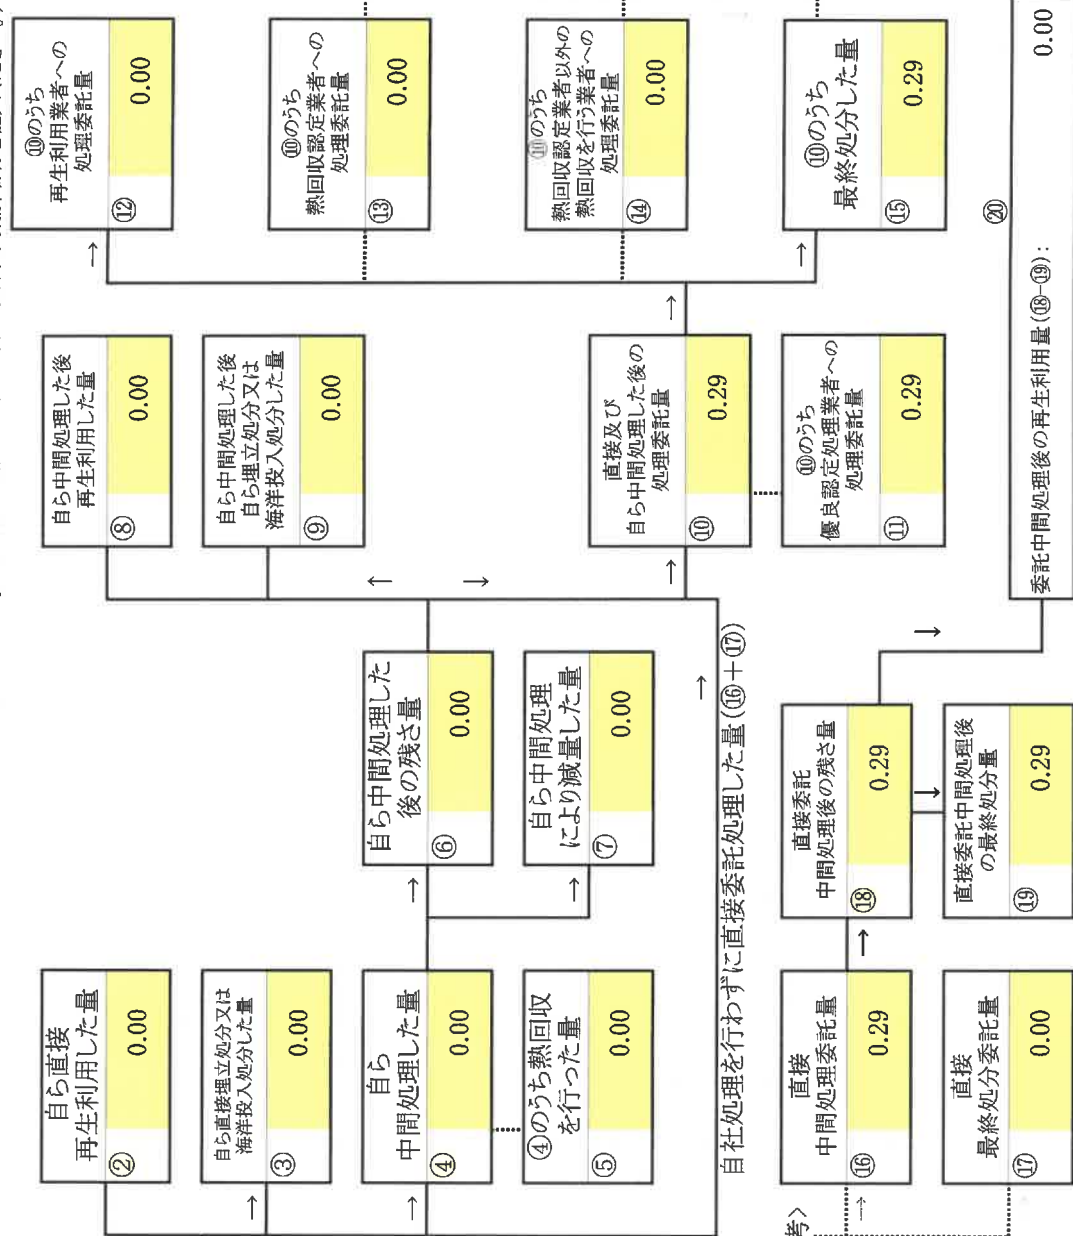 自ら直接
再生利用した量
②
0.00
自ら直接埋立処分又は
海洋投入処分した量
③
0.00
→
自ら
中間処理した量
④
0.00
→
④のうち熱回収
を行った量
⑤
0.00
自ら中間処理した
後の残さ量
⑥
0.00
→
自ら中間処理
により減量した量
⑦
0.00
→
自ら中間処理した後
再生利用した量
⑧
0.00
自ら中間処理した後
自ら埋立処分又は
海洋投入処分した量
⑨
0.00
直接及び
自ら中間処理した後の
処理委託量
⑩
0.29
→
⑩のうち
優良認定処理業者への
処理委託量
⑪
0.29
⑩のうち
再生利用業者への
処理委託量
⑫
0.00
→
⑩のうち
熱回収認定業者への
処理委託量
⑬
0.00
⑩のうち
熱回収認定業者以外の
熱回収を行う業者への
処理委託量
⑭
0.00
⑩のうち
最終処分した量
⑮
0.29
→
自社処理を行わずに直接委託処理した量(⑯+⑰)
→
考>
直接
中間処理委託量
⑯
0.29
→
直接
最終処分委託量
⑰
0.00
直接委託
中間処理後の残さ量
⑱
0.29
→
直接委託中間処理後
の最終処分量
⑲
0.29
⑳
委託中間処理後の再生利用量(⑱-⑲):
0.00